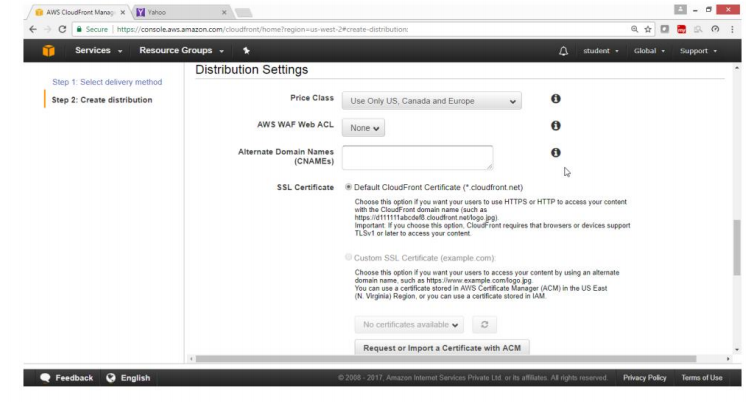 AWS CloudFront Manag
Yahoo
Secure | https://console.aws.amazon.com/cloudfront/home?region=us-west-2#create-distribution:
Services Resource Groups student Global Support
Step 1: Select delivery method
Step 2: Create distribution
Distribution Settings
Price Class Use Only US, Canada and Europe
AWS WAF Web ACL None
Alternate Domain Names
(CNAMEs)
SSL Certificate Default CloudFront Certificate (*.cloudfront.net)
Choose this option if you want your users to use HTTPS or HTTP to access your content
with the CloudFront domain name (such as
https://d111111abcdef8.cloudfront.net/logo.jpg).
Important: If you choose this option, CloudFront requires that browsers or devices support
TLSv1 or later to access your content.
Custom SSL Certificate (example.com):
Choose this option if you want your users to access your content by using an alternate
domain name, such as https://www.example.com/logo.jpg.
You can use a certificate stored in AWS Certificate Manager (ACM) in the US East
(N. Virginia) Region, or you can use a certificate stored in IAM.
No certificates available
Request or Import a Certificate with ACM
Feedback English © 2008 - 2017, Amazon Internet Services Private Ltd. or its affiliates. All rights reserved. Privacy Policy Terms of Use